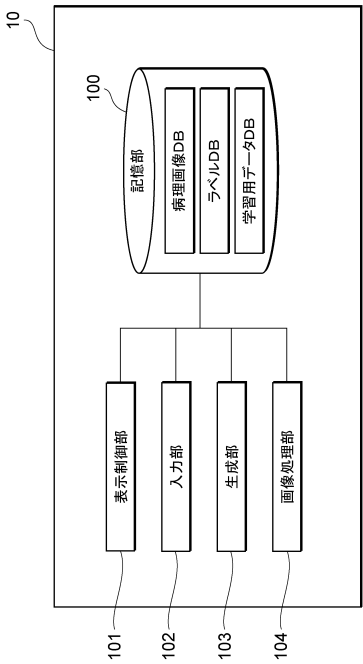 10
100
記憶部
病理画像DB
ラベルDB
学習用データDB
表示制御部
入力部
生成部
画像処理部
101
102
103
104